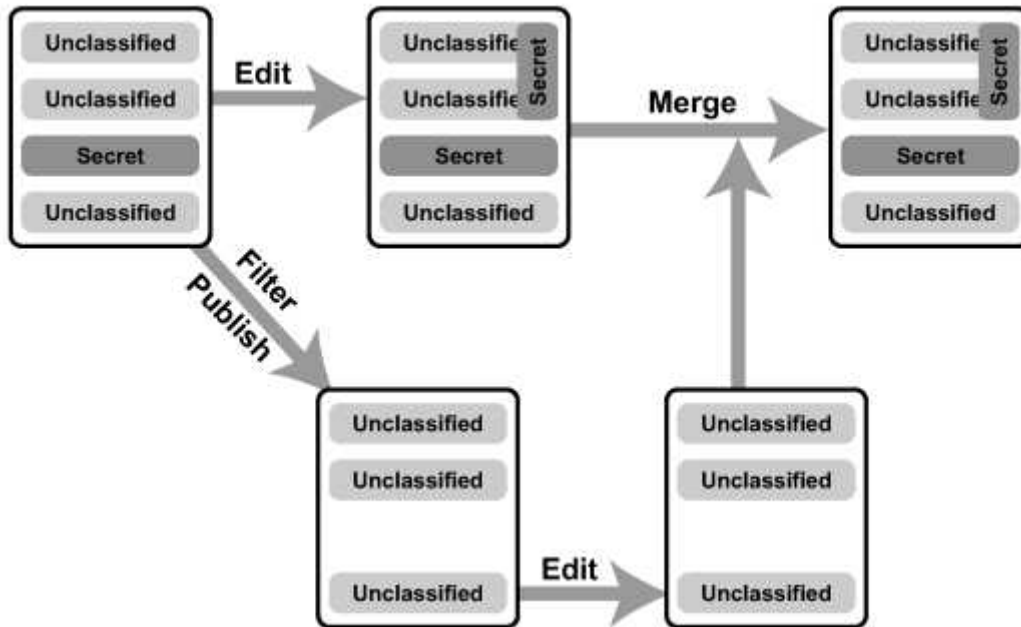 Unclassified
Unclassified
Secret
Unclassified
Edit
Unclassifie
Unclassifie
Secret
Secret
Unclassified
Merge
Unclassifie
Unclassifie
Secret
Secret
Unclassified
Filter
Publish
Unclassified
Unclassified
Unclassified
Edit
Unclassified
Unclassified
Unclassified